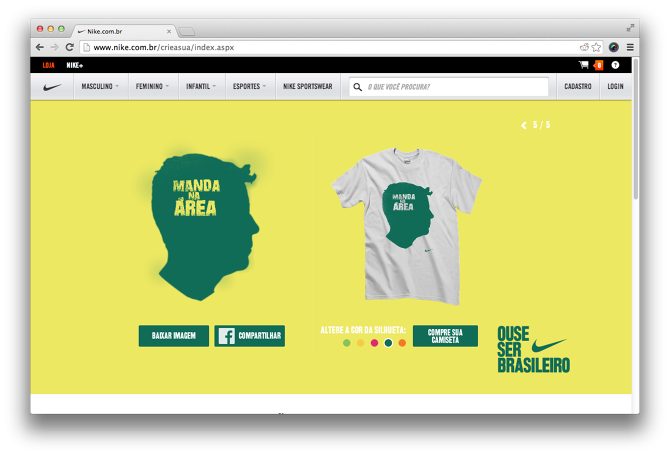 Nike.com.br
www.nike.com.br/crieasua/index.aspx
LOJA NIKE+ 0 ?
MASCULINO FEMININO INFANTIL ESPORTES NIKE SPORTSWEAR O QUE VOCÊ PROCURA? CADASTRO LOGIN
5 / 5
MANDA
NA
ÁREA
MANDA
NA
ÁREA
BAIXAR IMAGEM
f COMPARTILHAR
ALTERE A COR DA SILHUETA:
COMPRE SUA
CAMISETA
OUSE
SER
BRASILEIRO